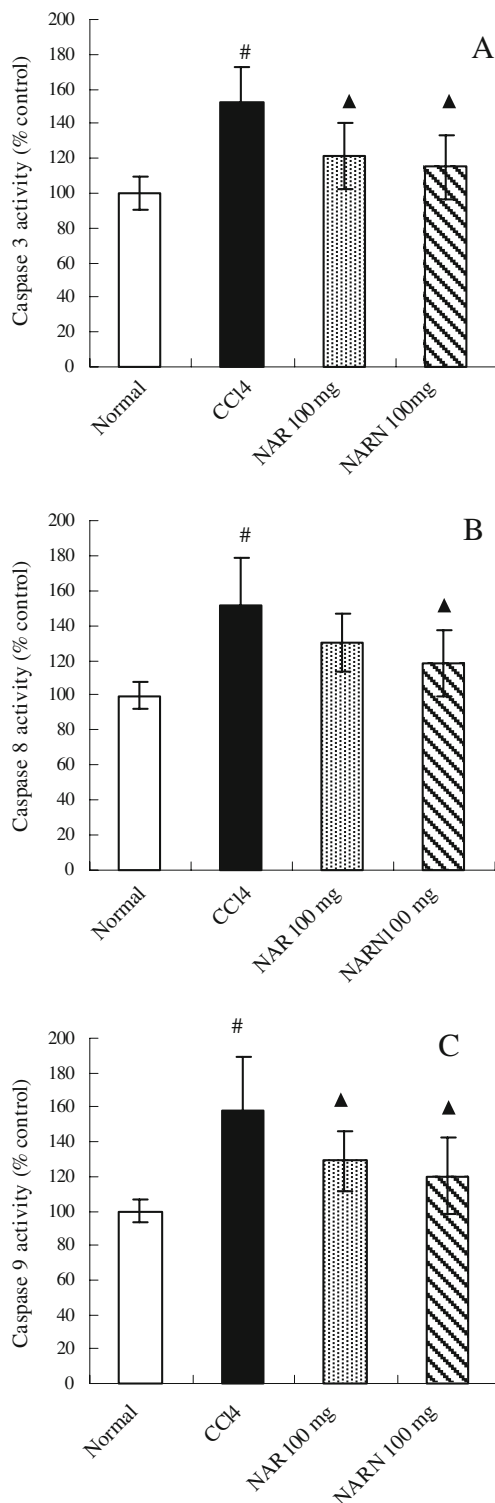 A
#
▲ ▲
Caspase 3 activity (% control)
200
180
160
140
120
100
80
60
40
20
0
Normal
CCl4
NAR 100 mg
NARN 100mg
B
#
▲
Caspase 8 activity (% control)
200
180
160
140
120
100
80
60
40
20
0
Normal
CCl4
NAR 100 mg
NARN100 mg
C
#
▲ ▲
Caspase 9 activity (% control)
200
180
160
140
120
100
80
60
40
20
0
Normal
CCl4
NAR 100 mg
NARN 100 mg